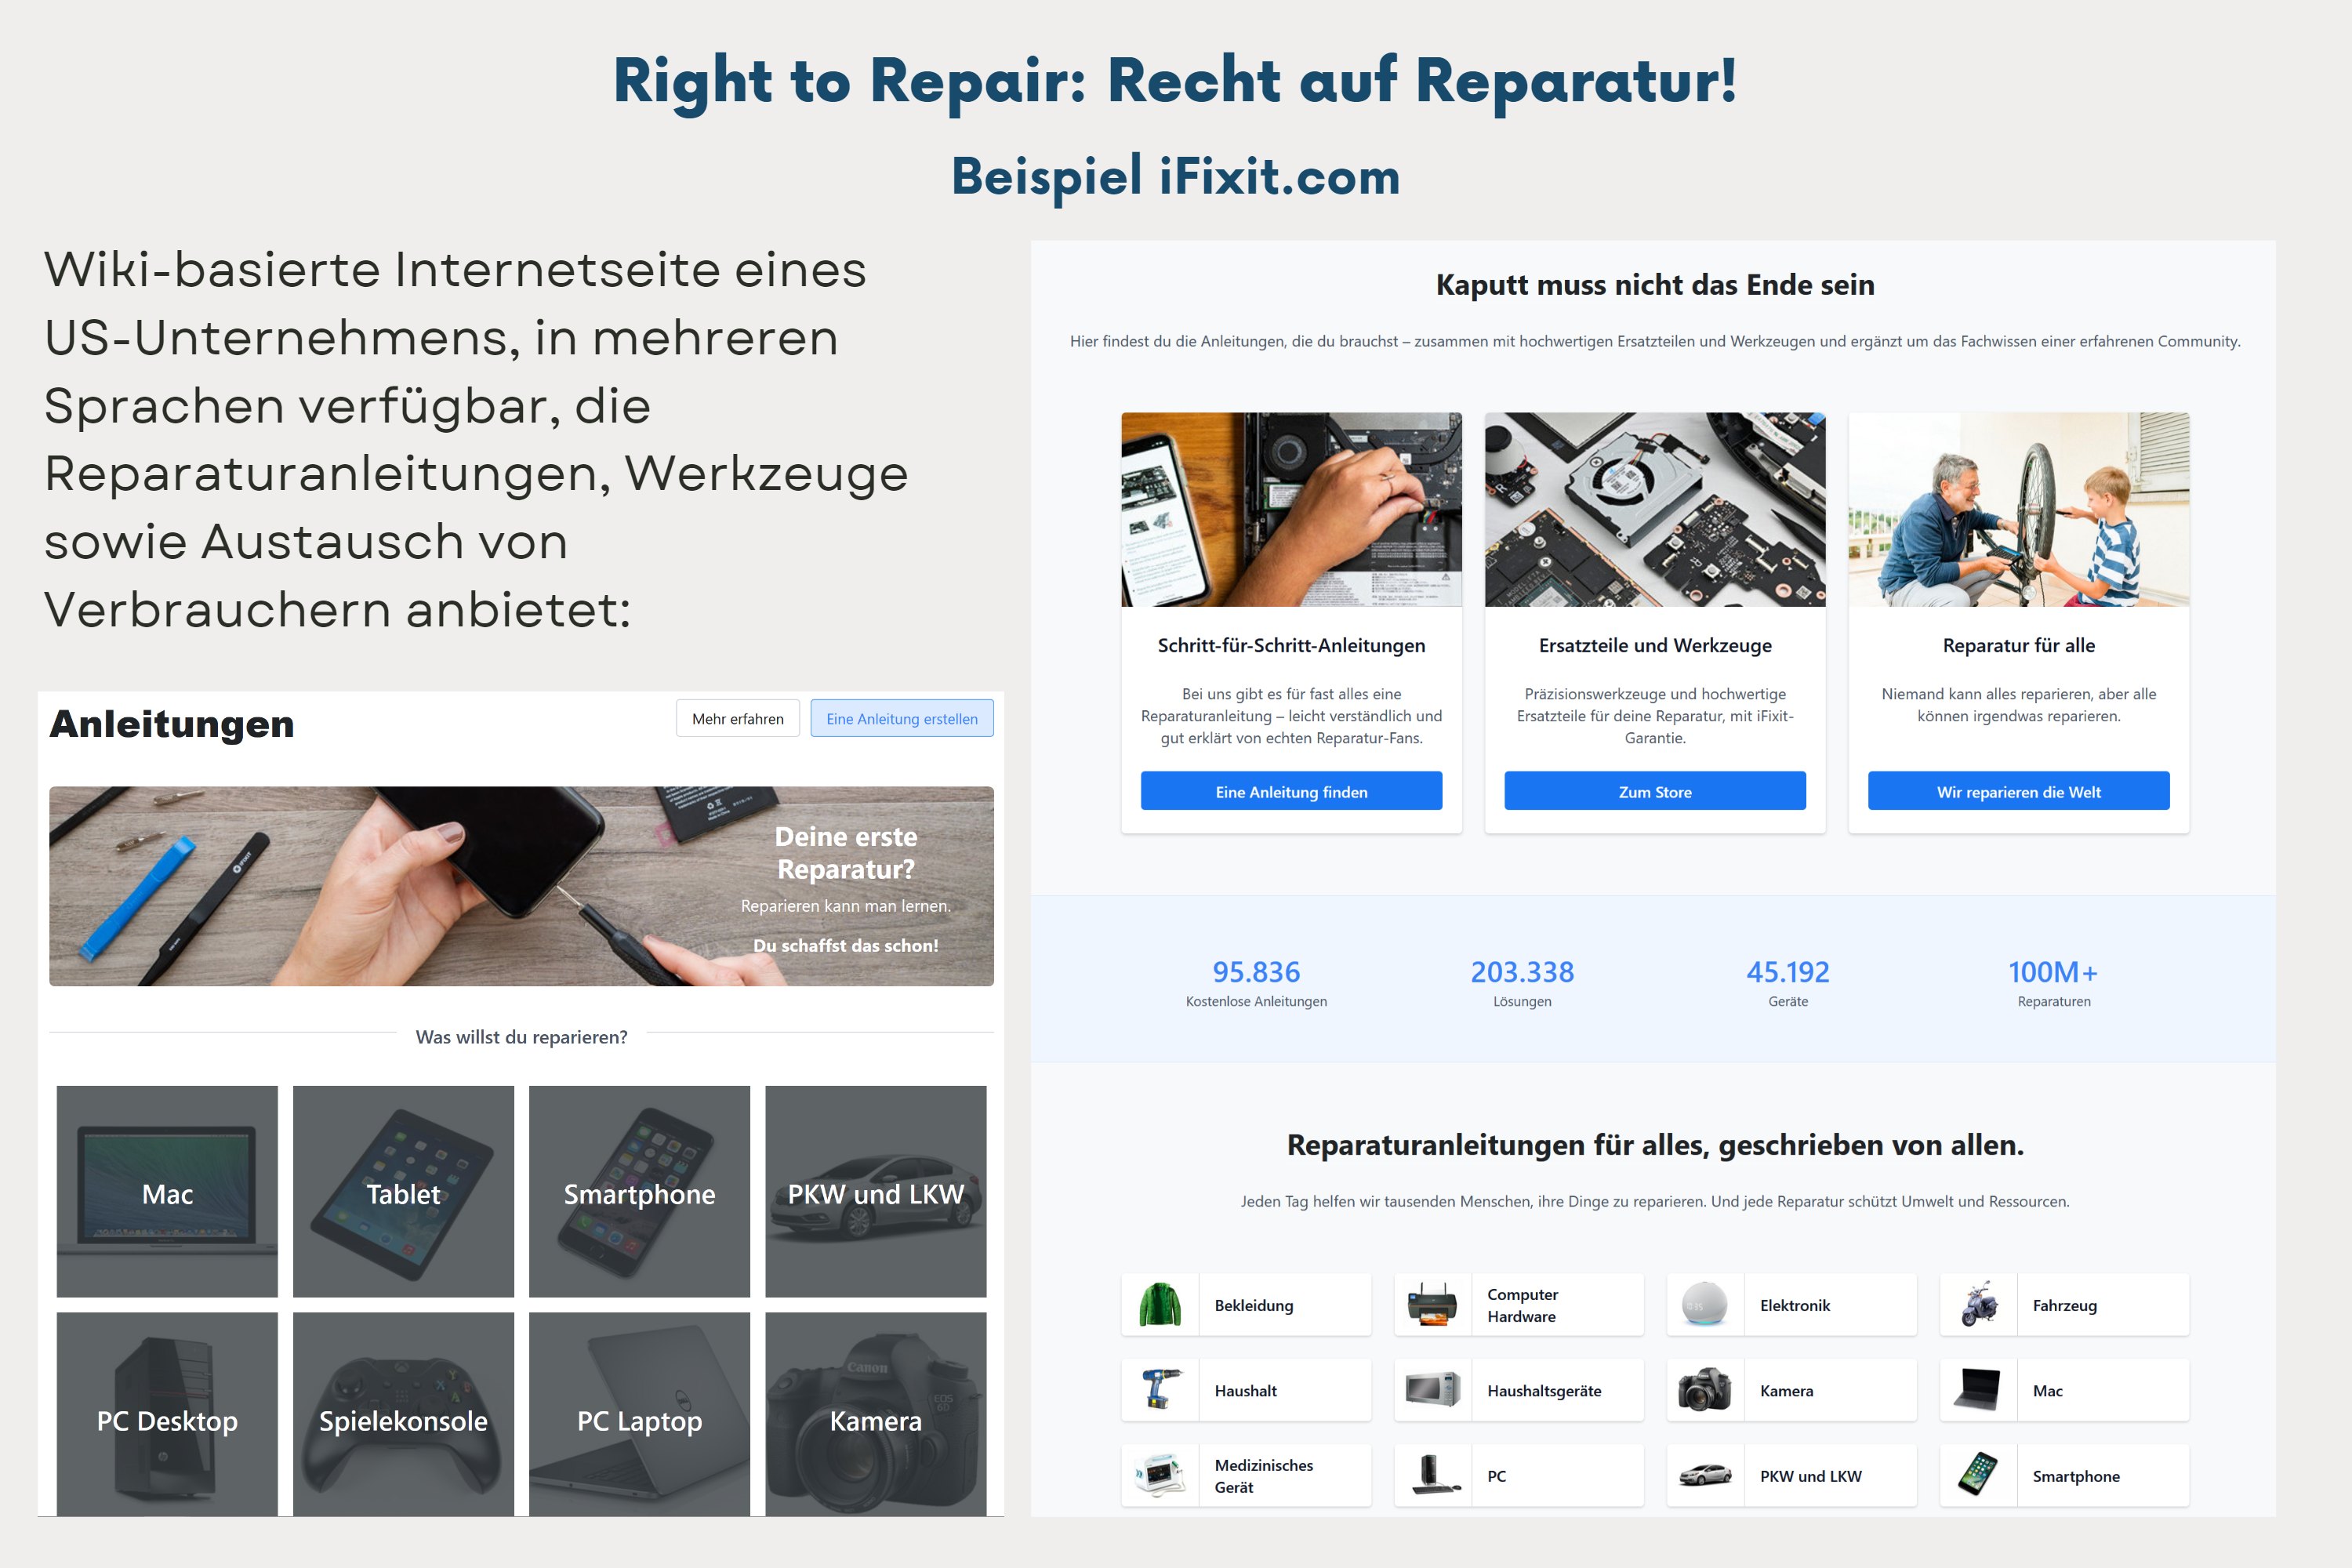 Right to Repair: Recht auf Reparatur!
Beispiel iFixit.com
Wiki-basierte Internetseite eines
US-Unternehmens, in mehreren
Sprachen verfügbar, die
Reparaturanleitungen, Werkzeuge
sowie Austausch von
Verbrauchern anbietet:
Anleitungen
Mehr erfahren
Eine Anleitung erstellen
Deine erste
Reparatur?
Reparieren kann man lernen.
Du schaffst das schon!
Was willst du reparieren?
Mac
Tablet
Smartphone
PKW und LKW
PC Desktop
Spielekonsole
PC Laptop
Kamera
Canon
EOS
6D
Kaputt muss nicht das Ende sein
Hier findest du die Anleitungen, die du brauchst – zusammen mit hochwertigen Ersatzteilen und Werkzeugen und ergänzt um das Fachwissen einer erfahrenen Community.
Schritt-für-Schritt-Anleitungen
Bei uns gibt es für fast alles eine
Reparaturanleitung – leicht verständlich und
gut erklärt von echten Reparatur-Fans.
Eine Anleitung finden
Ersatzteile und Werkzeuge
Präzisionswerkzeuge und hochwertige
Ersatzteile für deine Reparatur, mit iFixit-
Garantie.
Zum Store
Reparatur für alle
Niemand kann alles reparieren, aber alle
können irgendwas reparieren.
Wir reparieren die Welt
95.836
Kostenlose Anleitungen
203.338
Lösungen
45.192
Geräte
100M+
Reparaturen
Reparaturanleitungen für alles, geschrieben von allen.
Jeden Tag helfen wir tausenden Menschen, ihre Dinge zu reparieren. Und jede Reparatur schützt Umwelt und Ressourcen.
Bekleidung
Computer
Hardware
Elektronik
Fahrzeug
Haushalt
Haushaltsgeräte
Kamera
Mac
Medizinisches
Gerät
PC
PKW und LKW
Smartphone